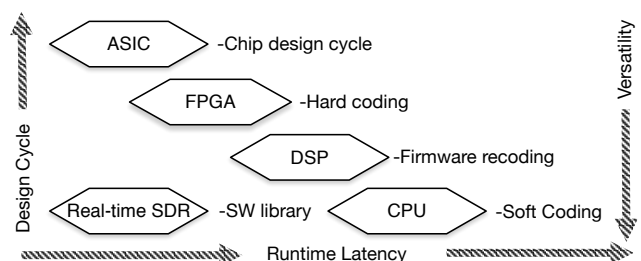 ASIC -Chip design cycle
FPGA -Hard coding
DSP -Firmware recoding
Real-time SDR -SW library CPU -Soft Coding
Design Cycle
Versatility
Runtime Latency